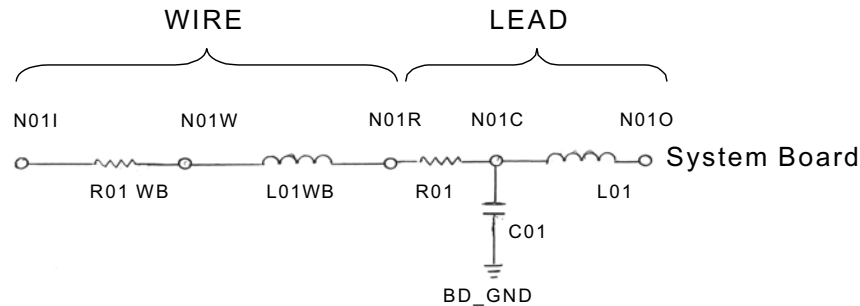 WIRE LEAD
N01I N01W N01R N01C N01O
System Board
R01 WB L01WB R01 L01
C01
BD_GND